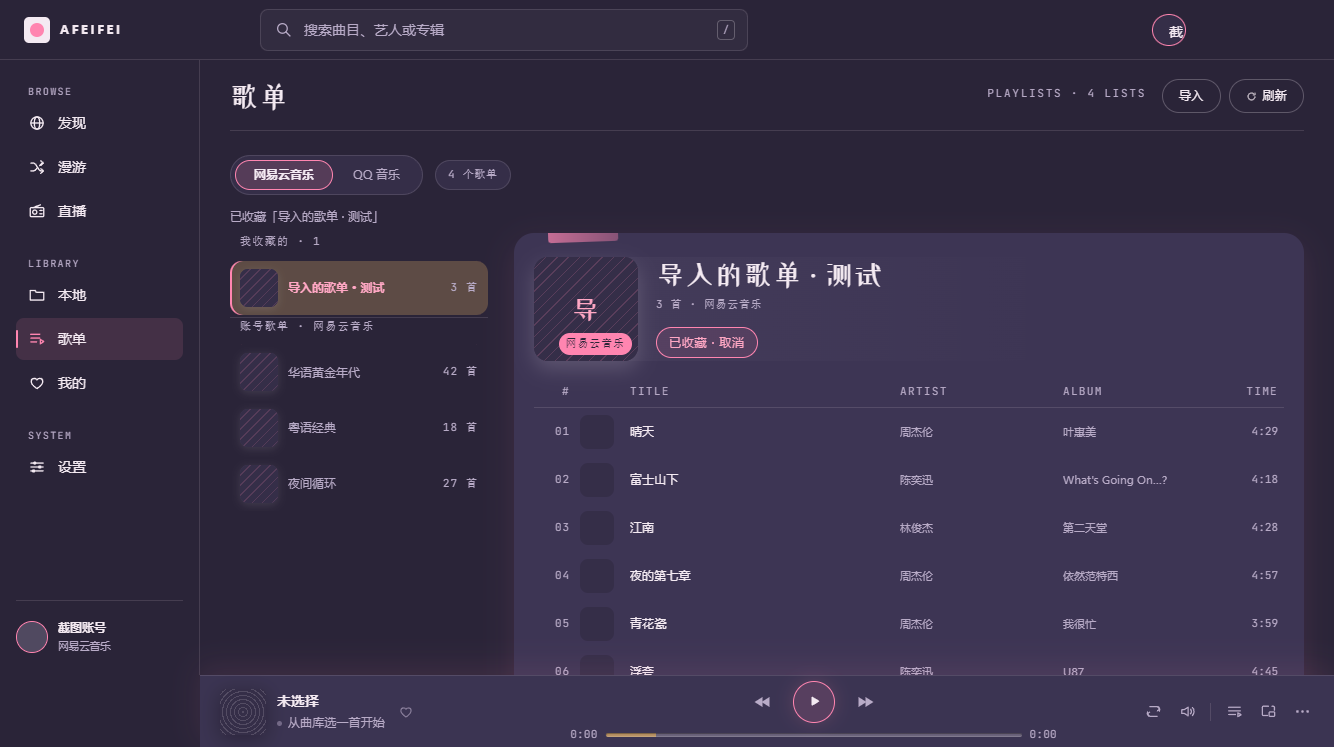 AFEIFEI
搜索曲目、艺人或专辑
/
截
BROWSE
发现
漫游
直播
LIBRARY
本地
歌单
我的
SYSTEM
设置
截图账号
网易云音乐
歌单
PLAYLISTS · 4 LISTS
导入
刷新
网易云音乐
QQ 音乐
4 个歌单
已收藏「导入的歌单 · 测试」
我收藏的 · 1
导入的歌单 · 测试
3 首
账号歌单 · 网易云音乐
华语黄金年代
42 首
粤语经典
18 首
夜间循环
27 首
导
网易云音乐
导入的歌单 · 测试
3 首 · 网易云音乐
已收藏 · 取消
# TITLE ARTIST ALBUM TIME
01 晴天 周杰伦 叶惠美 4:29
02 富士山下 陈奕迅 What's Going On…? 4:18
03 江南 林俊杰 第二天堂 4:28
04 夜的第七章 周杰伦 依然范特西 4:57
05 青花瓷 周杰伦 我很忙 3:59
06 浮夸 陈奕迅 U87 4:45
未选择
从曲库选一首开始
0:00
0:00